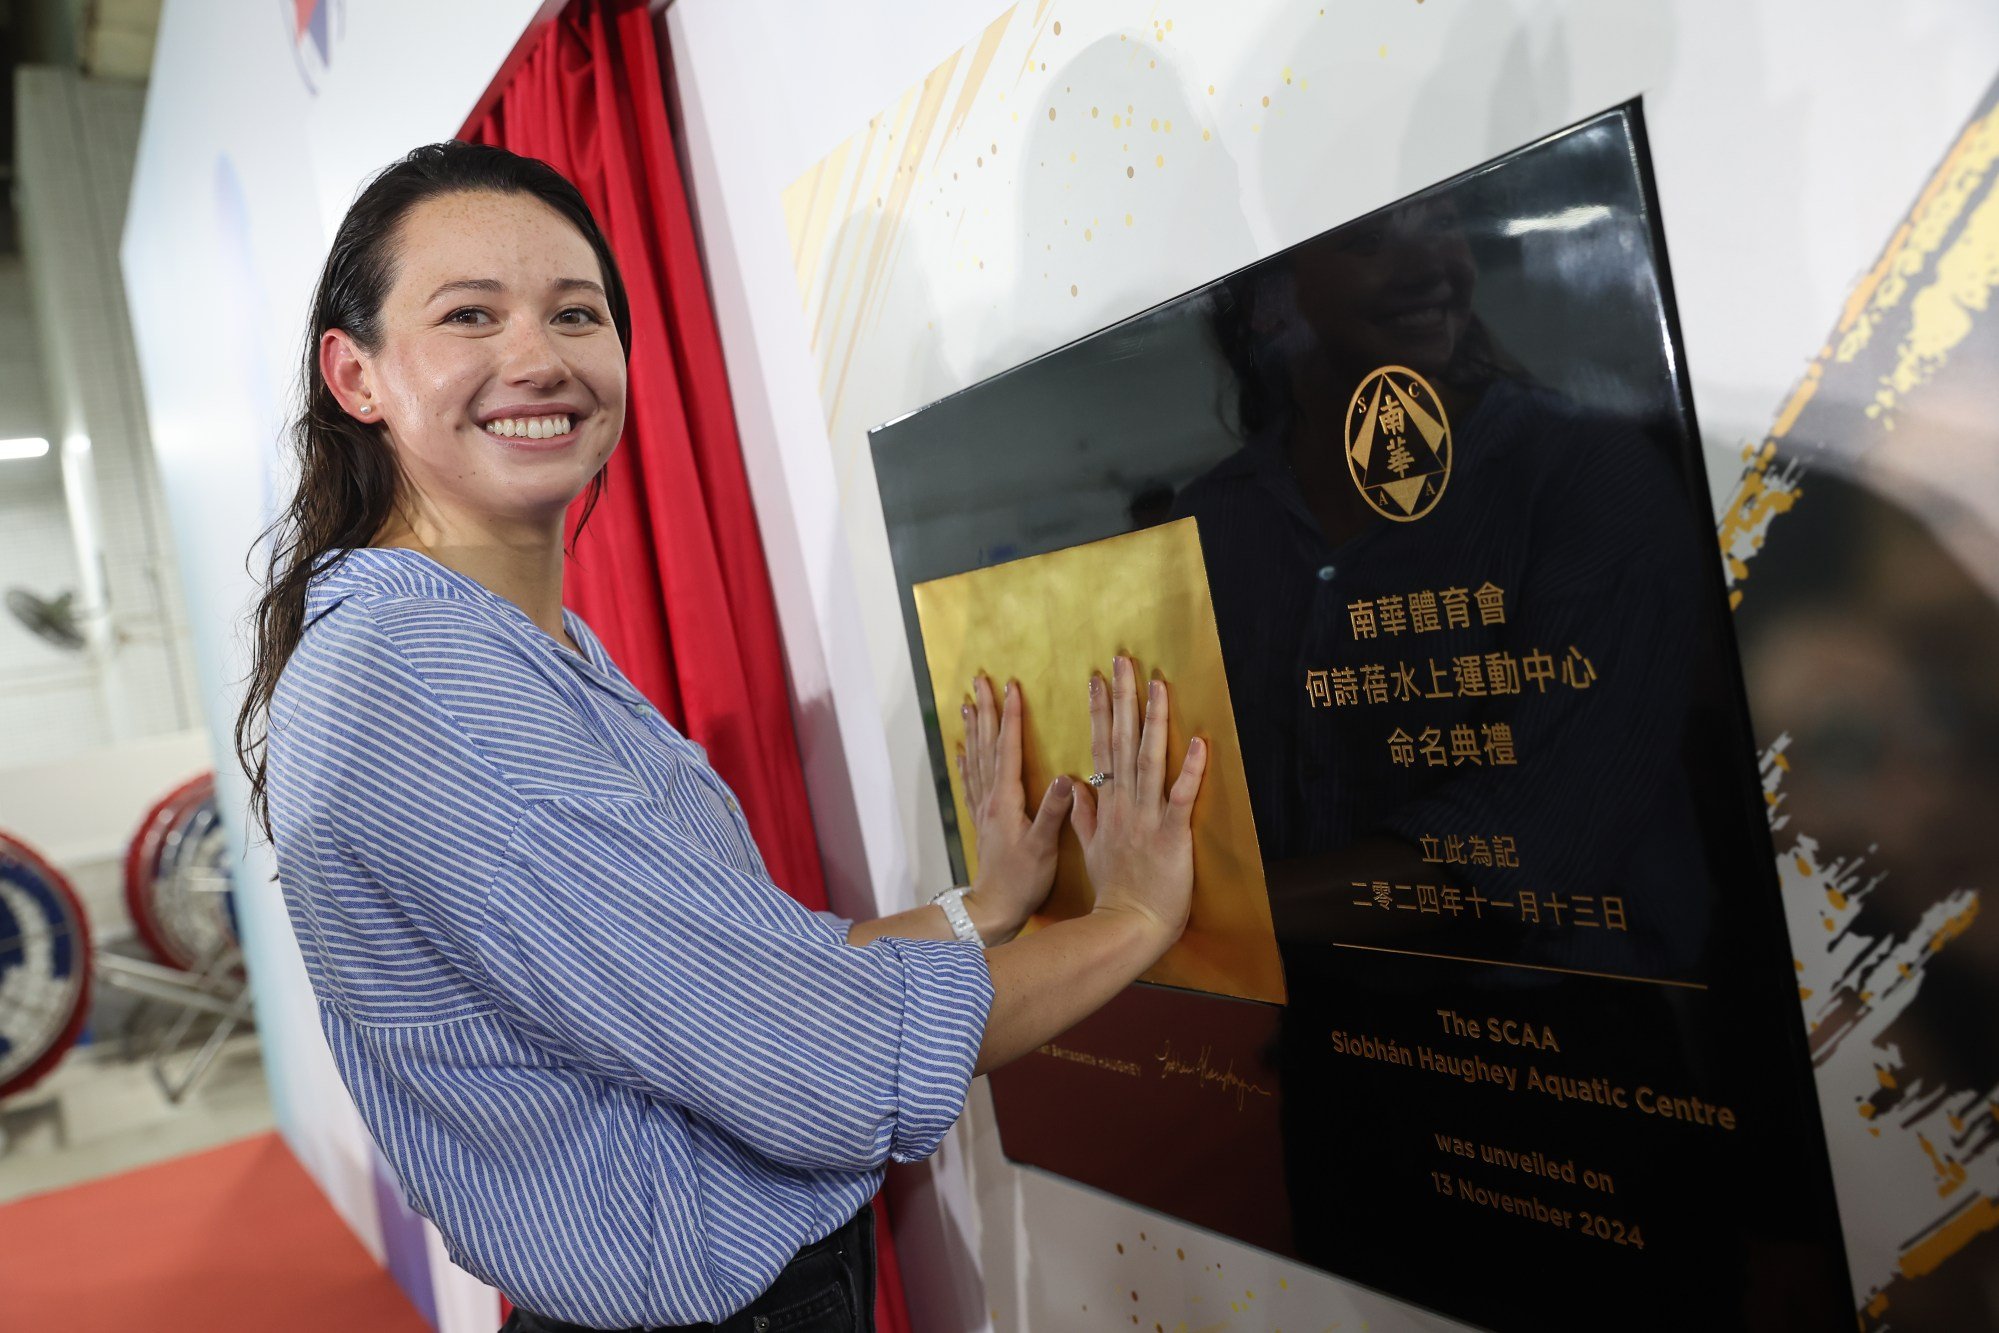 S C
南
華
A A
南華體育會
何詩蓓水上運動中心
命名典禮
立此為記
二零二四年十一月十三日
The SCAA
Siobhán Haughey Aquatic Centre
was unveiled on
13 November 2024
Bernadette HAUGHEY